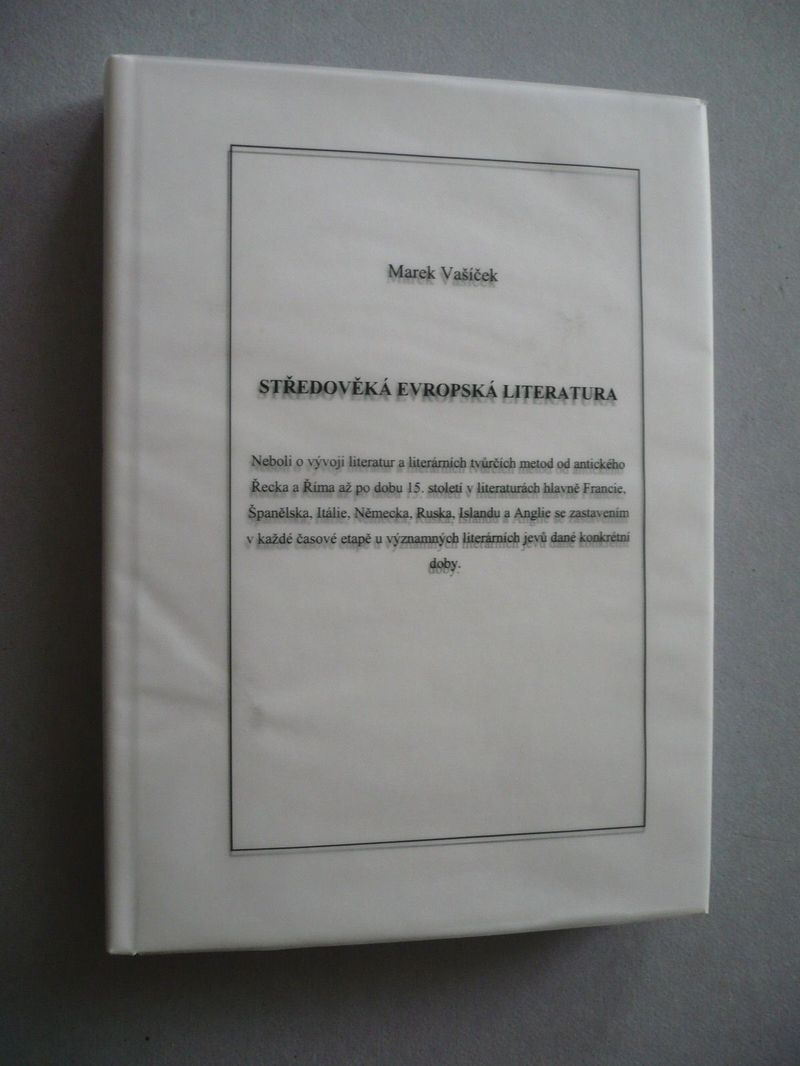 Marek Vašíček
STŘEDOVĚKÁ EVROPSKÁ LITERATURA
Neboli o vývoji literatur a literárních tvůrčích metod od antického
Řecka a Říma až po dobu 15. století v literaturách hlavně Francie,
Španělska, Itálie, Německa, Ruska, Islandu a Anglie se zastavením
v každé časové etapě u významných literárních jevů dané konkrétní
doby.